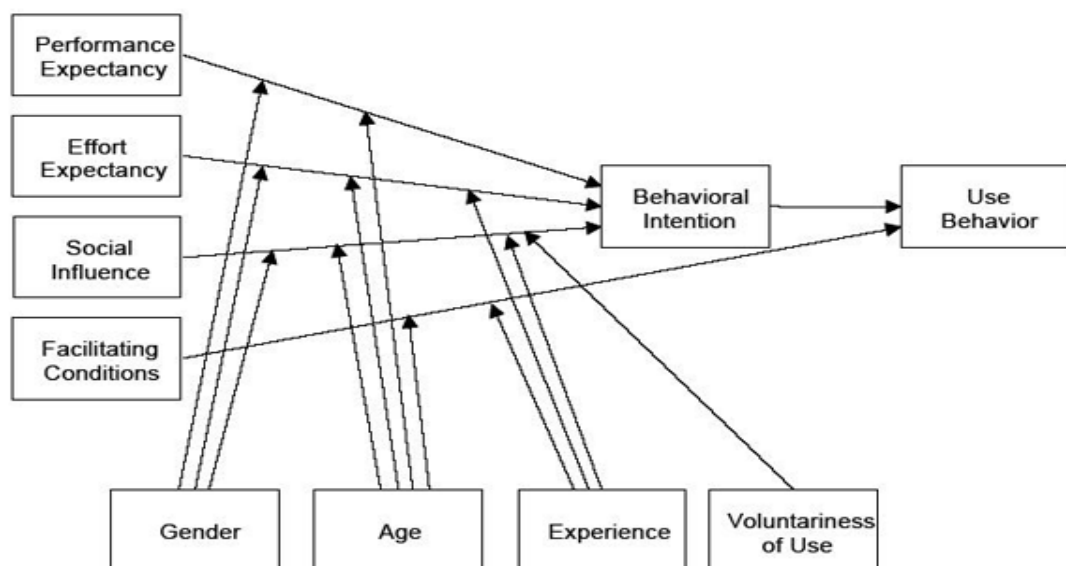 Performance
Expectancy
Effort
Expectancy
Social
Influence
Facilitating
Conditions
Behavioral
Intention
Use
Behavior
Gender
Age
Experience
Voluntariness
of Use